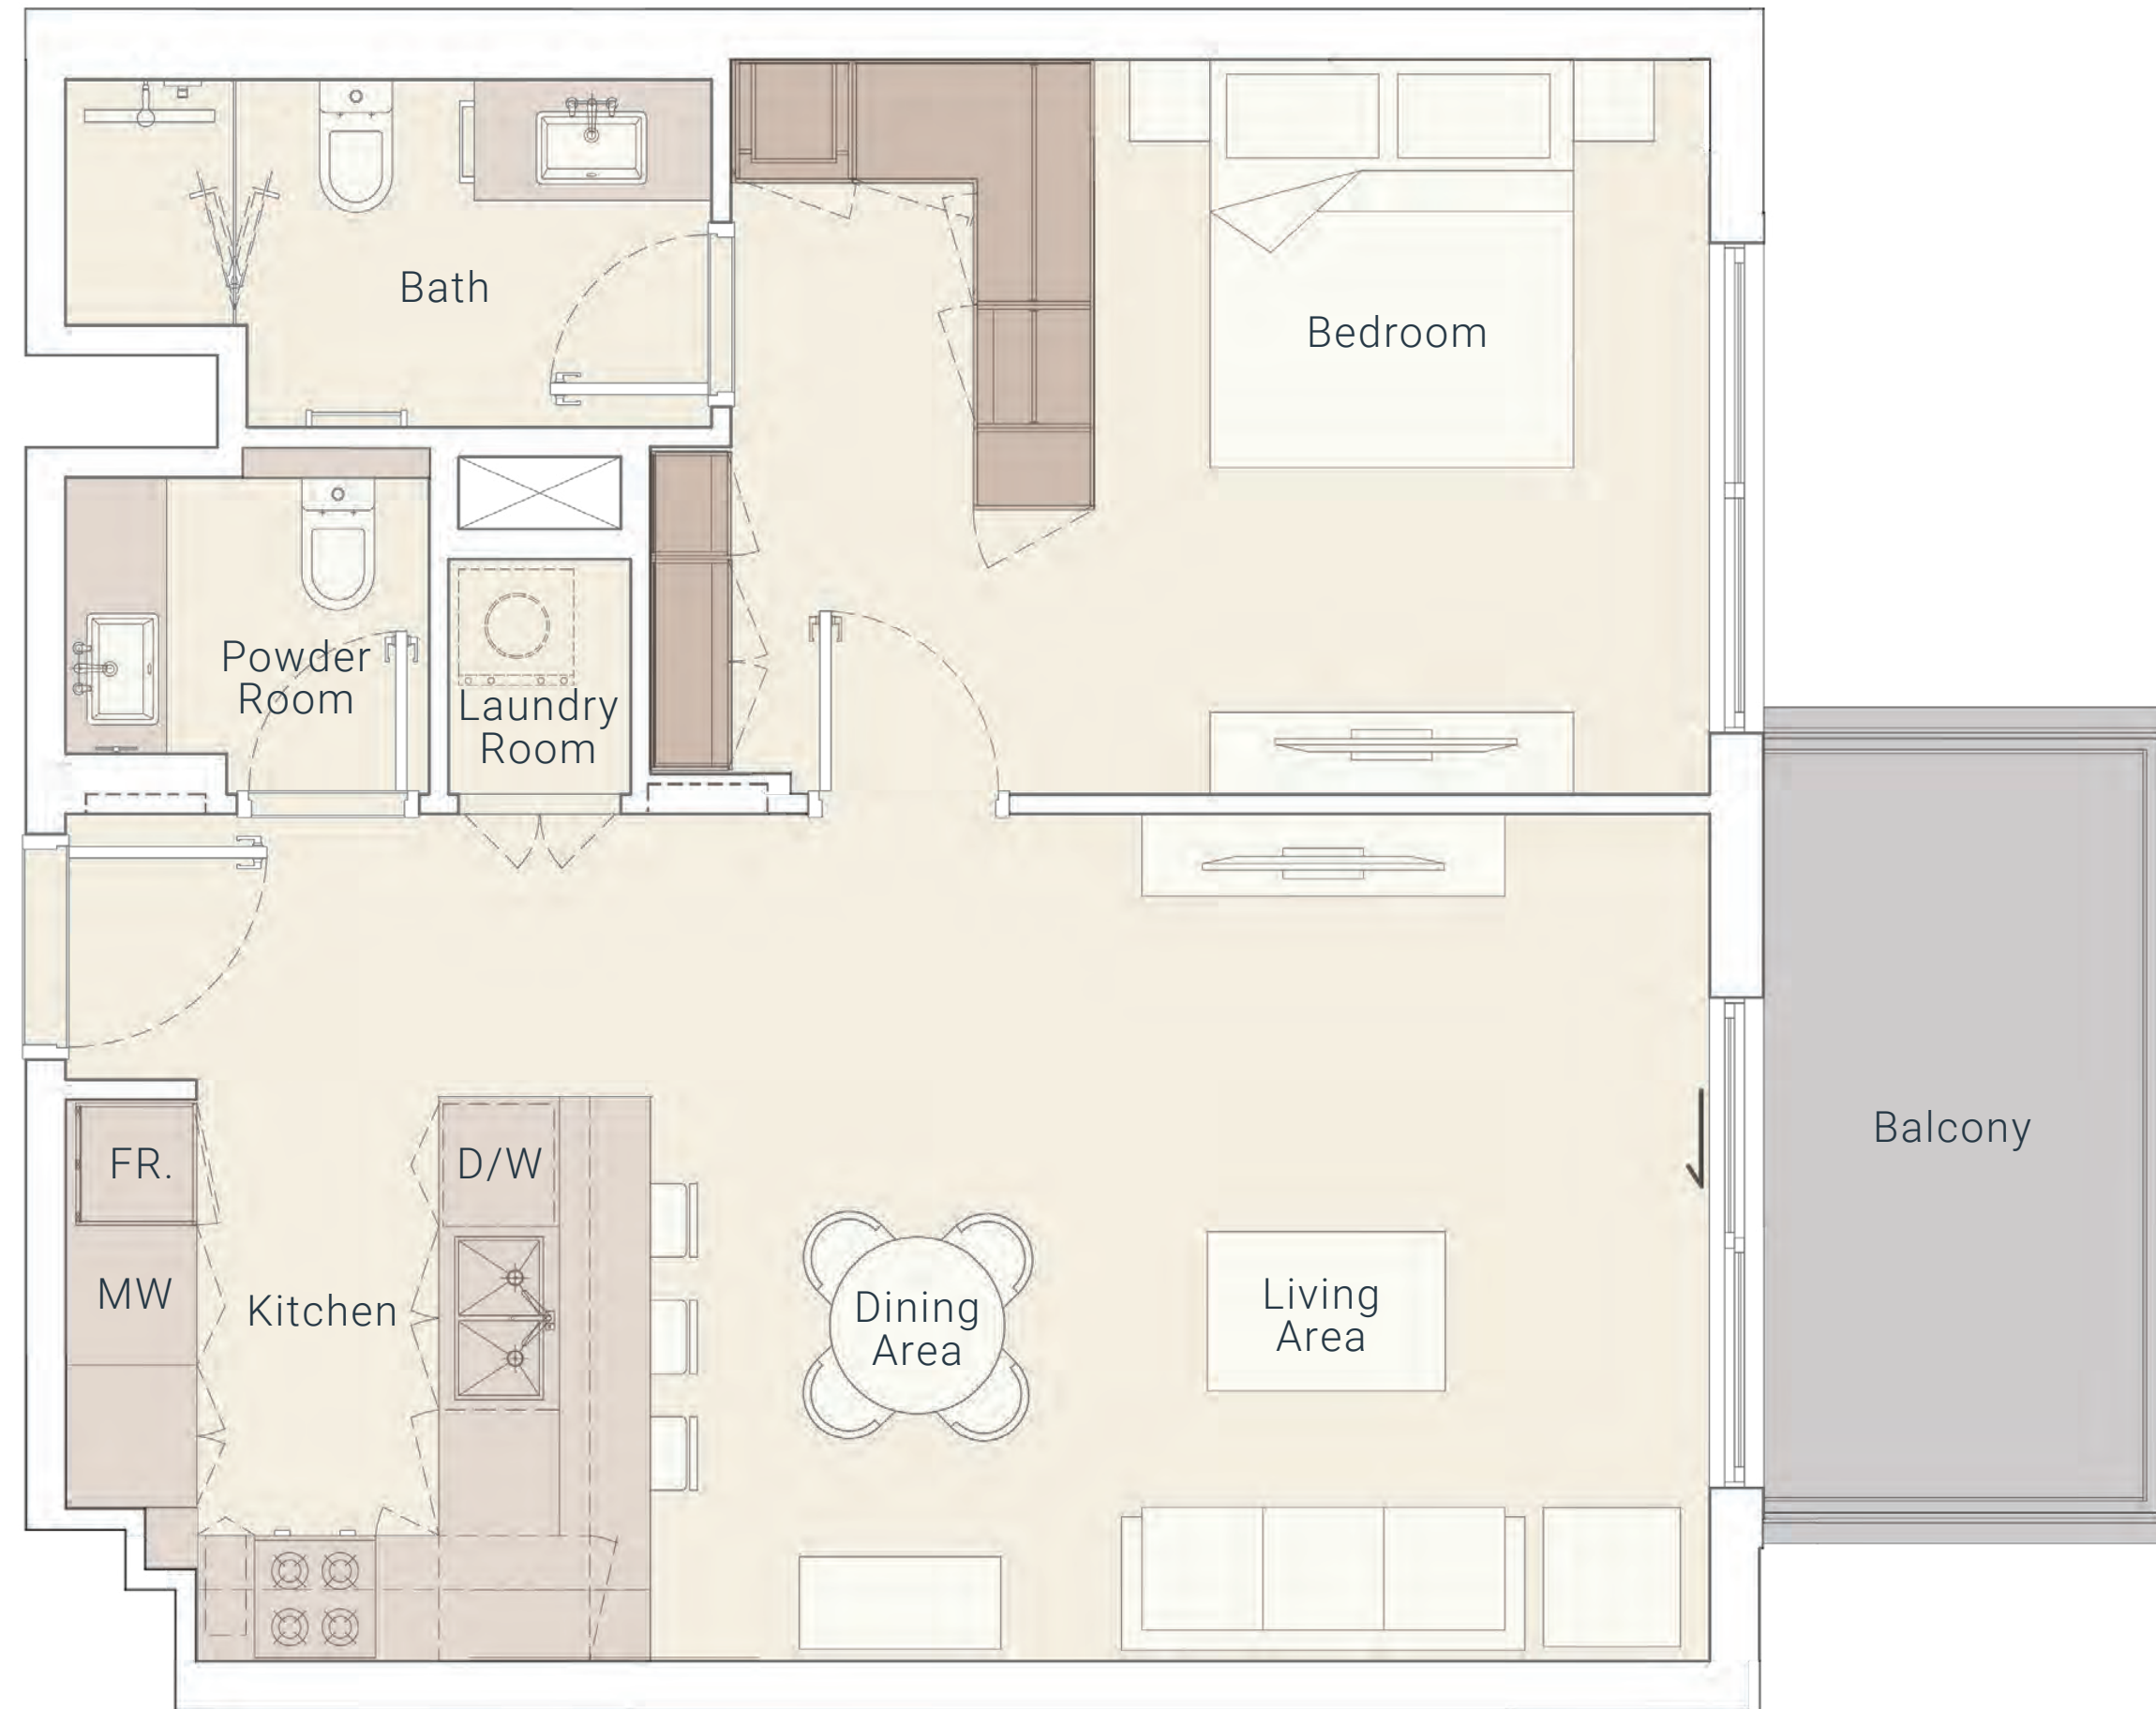 Bath
Bedroom
Powder
Room
Laundry
Room
FR.
D/W
MW
Kitchen
Dining
Area
Living
Area
Balcony